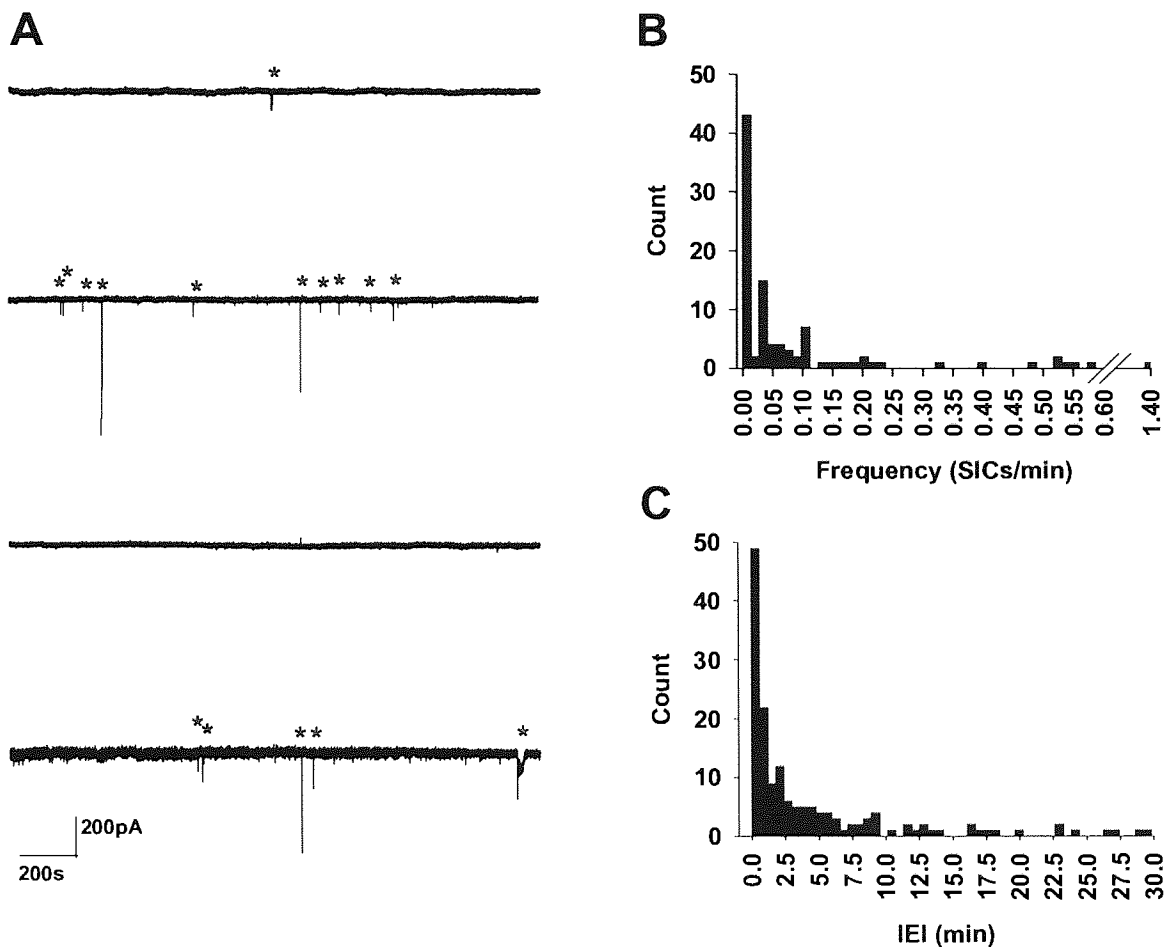 A
*
* * * * * * * * * *
* * * * *
200pA
200s
B
50
40
30
20
10
0
Count
0.00 0.05 0.10 0.15 0.20 0.25 0.30 0.35 0.40 0.45 0.50 0.55 0.60 1.40
Frequency (SICs/min)
C
50
40
30
20
10
0
Count
0.0 2.5 5.0 7.5 10.0 12.5 15.0 17.5 20.0 22.5 25.0 27.5 30.0
IEI (min)